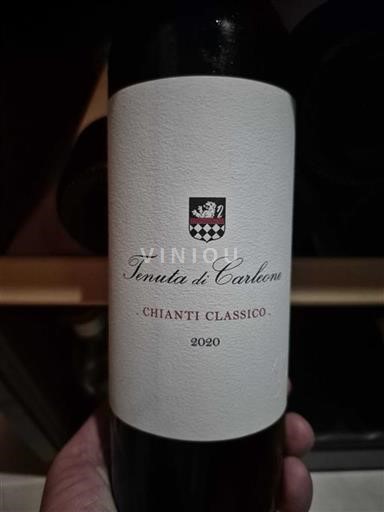 VINIOU
Tenuta di Carleone
· CHIANTI CLASSICO ·
2020